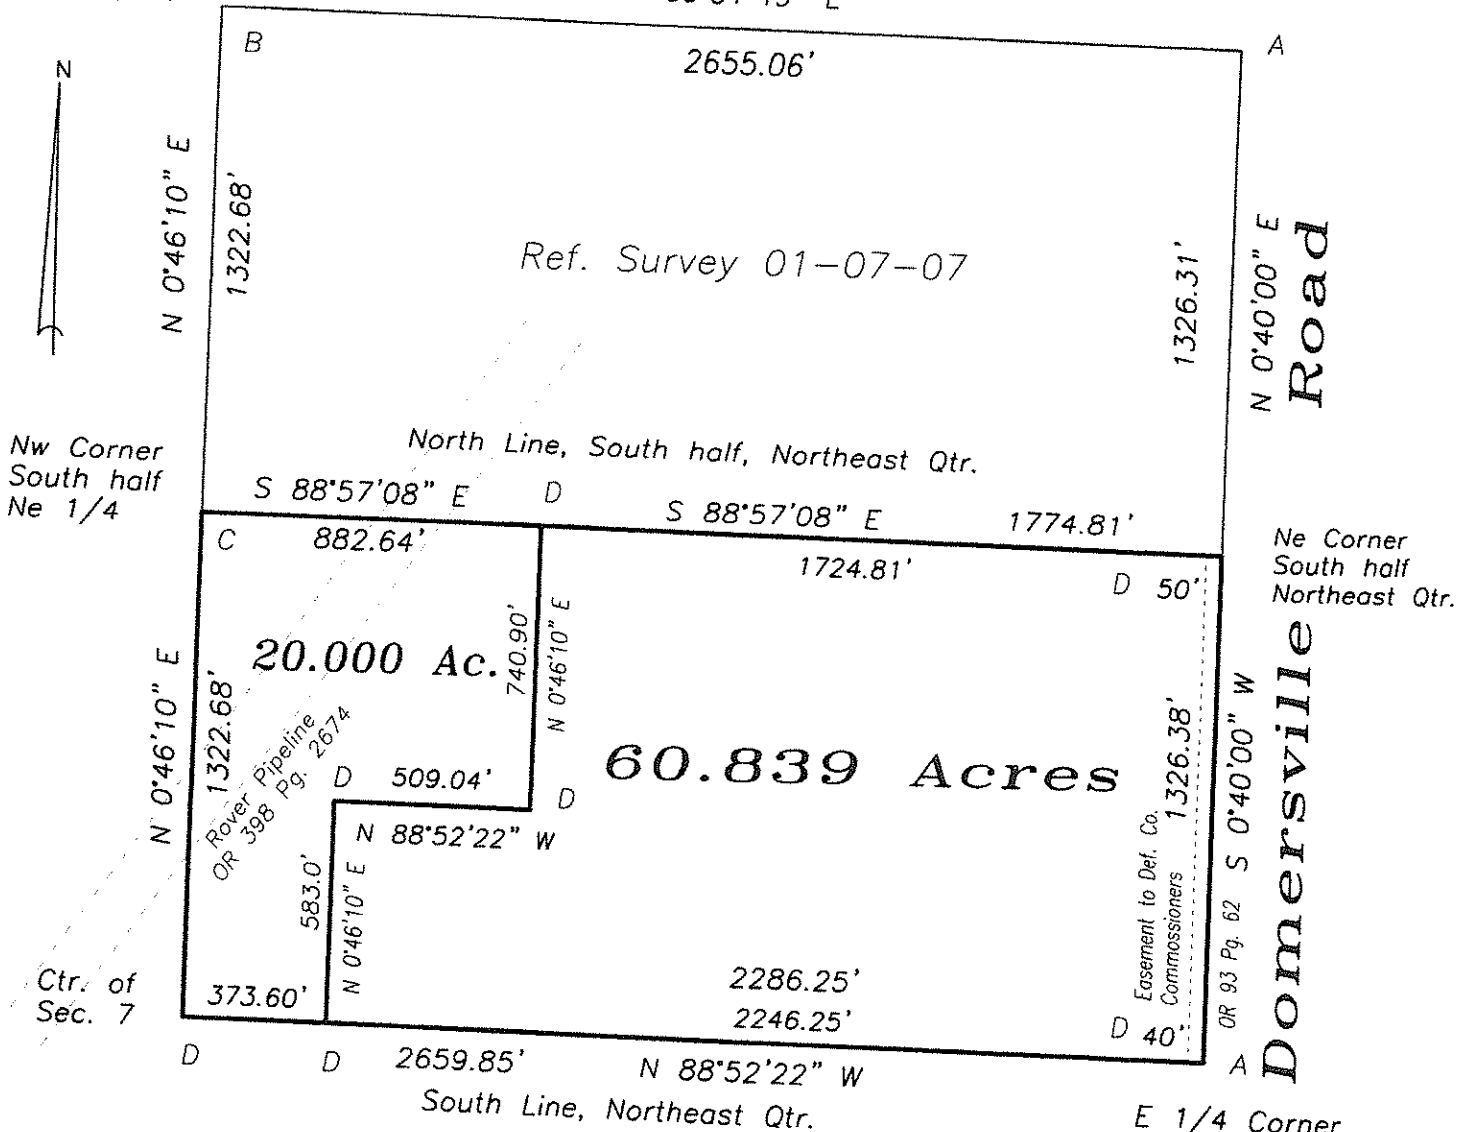 B
A
2655.06'
N
N 0°46'10" E
1322.68'
Ref. Survey 01-07-07
1326.31'
N 0°40'00" E
Road
Nw Corner
South half
Ne 1/4
North Line, South half, Northeast Qtr.
S 88°57'08" E
D
S 88°57'08" E
1774.81'
C
882.64'
1724.81'
D
50'
Ne Corner
South half
Northeast Qtr.
N 0°46'10" E
1322.68'
20.000 Ac.
740.90'
N 0°46'10" E
Rover Pipeline
OR 398 Pg. 2674
D
509.04'
D
60.839 Acres
N 88°52'22" W
583.0'
N 0°46'10" E
Easement to Def. Co.
Commossioners
1326.38'
OR 93 Pg. 62
S 0°40'00" W
Domersville
Ctr. of
Sec. 7
373.60'
2286.25'
2246.25'
D
40'
D
D
2659.85'
N 88°52'22" W
A
South Line, Northeast Qtr.
E 1/4 Corner